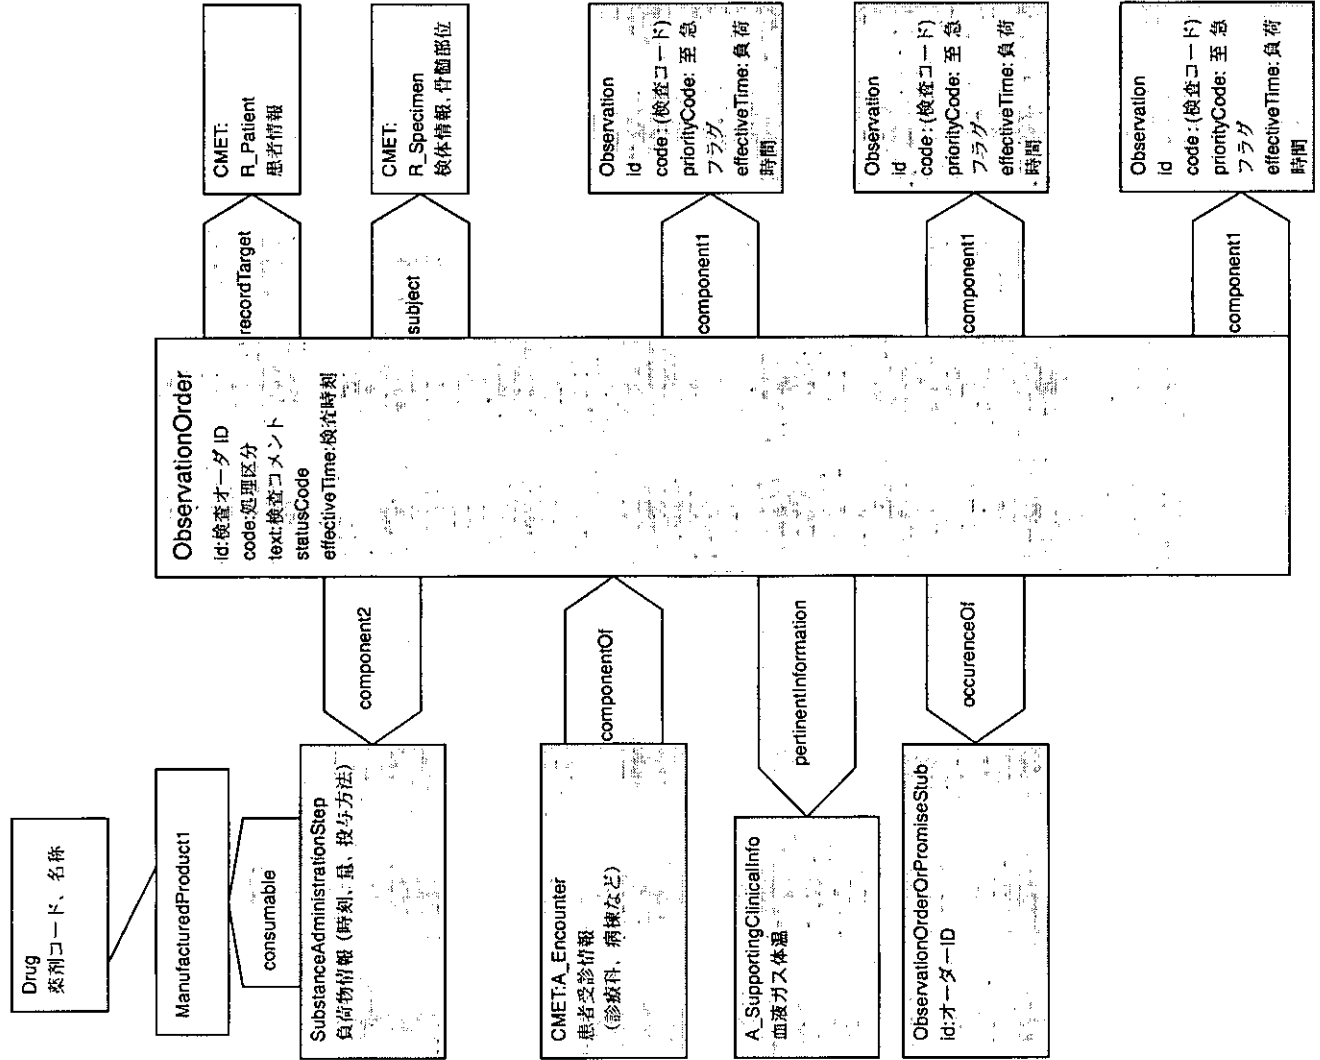 Drug
薬剤コード、名称
ManufacturedProduct1
consumable
SubstanceAdministrationStep
負荷物情報（時刻、量、投与方法）
component2
CMET:A_Encounter
患者受診情報
（診療科、病棟など）
componentOf
A_SupportingClinicalInfo
血液ガス体温
pertinentInformation
ObservationOrderOrPromiseStub
id:オーダーID
occurenceOf
ObservationOrder
id:検査オーダID
code:処理区分
text:検査コメント
statusCode
effectiveTime:検査時刻
recordTarget
CMET:
R_Patient
患者情報
subject
CMET:
R_Specimen
検体情報、骨髄部位
component1
Observation
id
code:(検査コード)
priorityCode: 至急
フラグ
effectiveTime: 負荷
時間
component1
Observation
id
code:(検査コード)
priorityCode: 至急
フラグ
effectiveTime: 負荷
時間
component1
Observation
id
code:(検査コード)
priorityCode: 至急
フラグ
effectiveTime: 負荷
時間